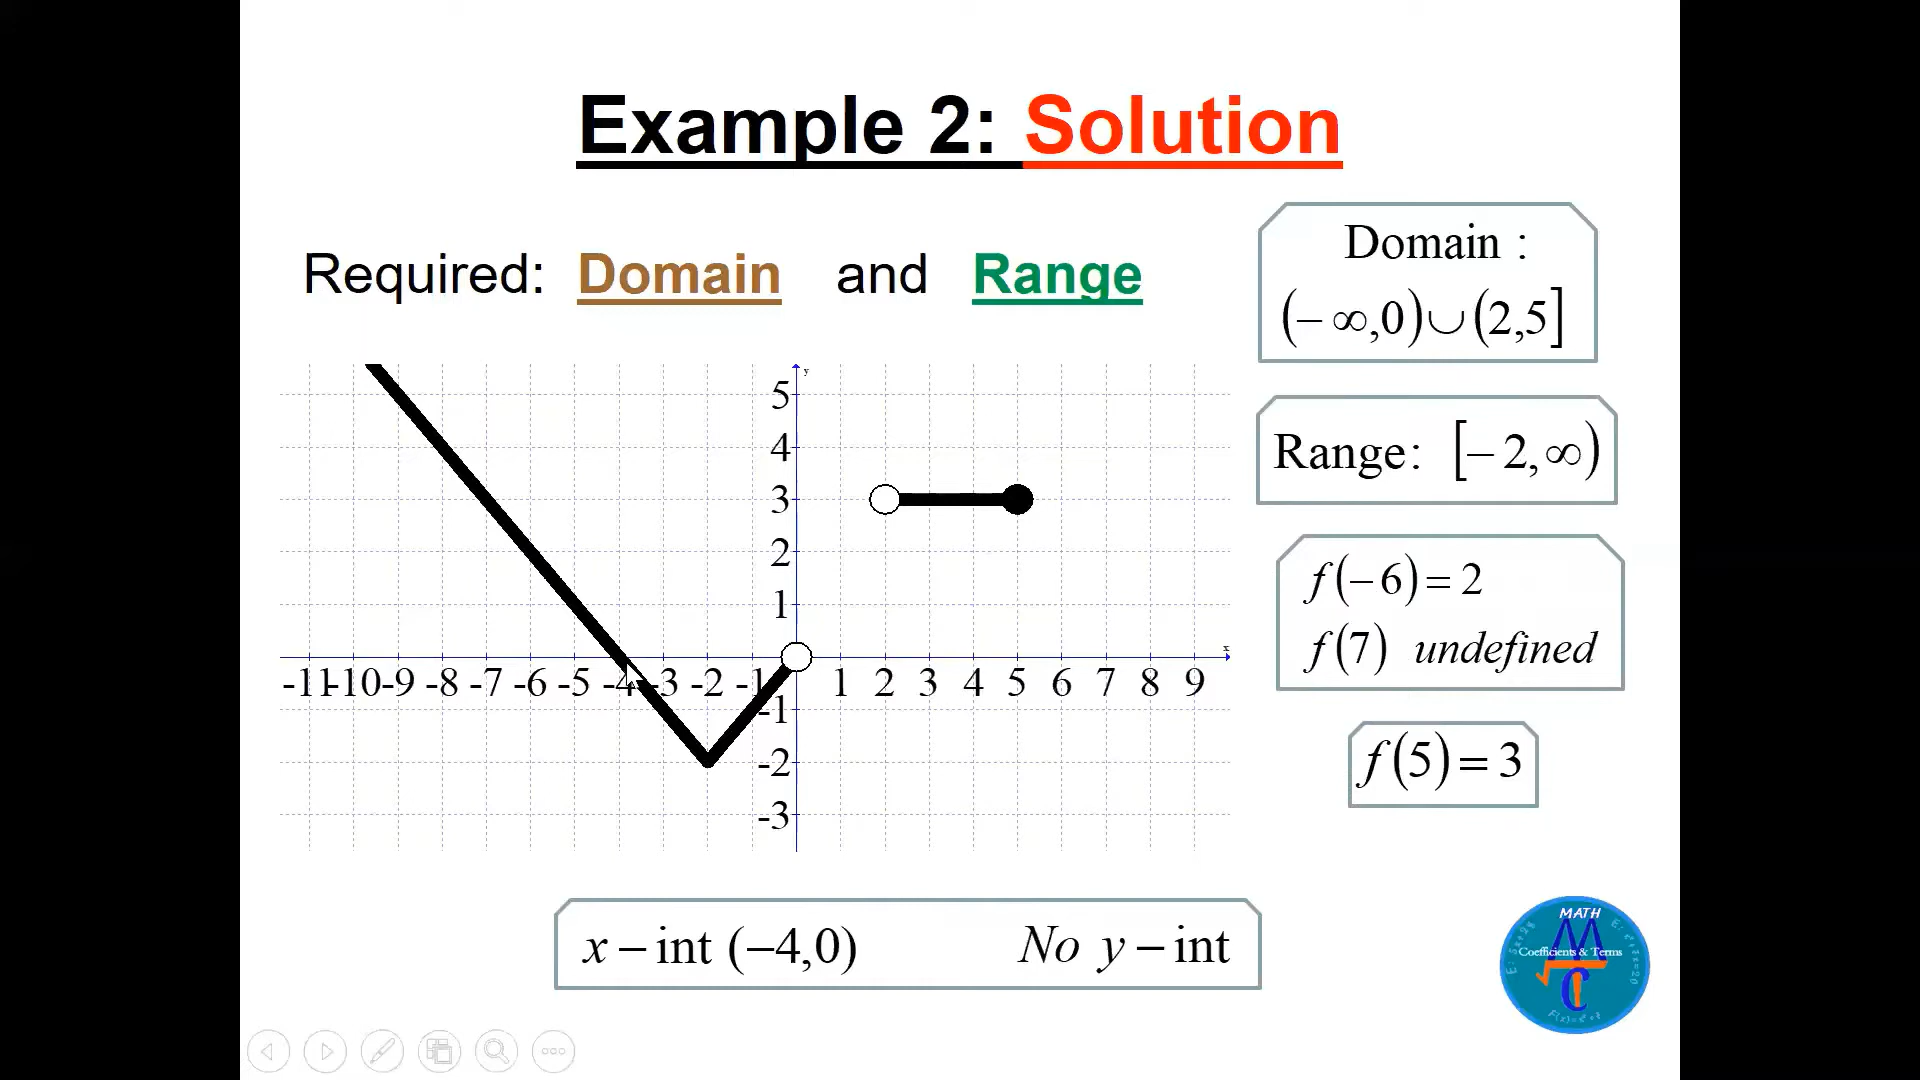 Example 2: Solution
Required: Domain and Range
Domain :
(– ∞,0)∪(2,5]
Range: [– 2,∞)
f(– 6) = 2
f(7) undefined
f(5) = 3
y
5
4
3
2
1
x
-11 -10 -9 -8 -7 -6 -5 -4 -3 -2 -1 1 2 3 4 5 6 7 8 9
-1
-2
-3
x – int (–4,0) No y – int
MATH
Coefficients & Terms